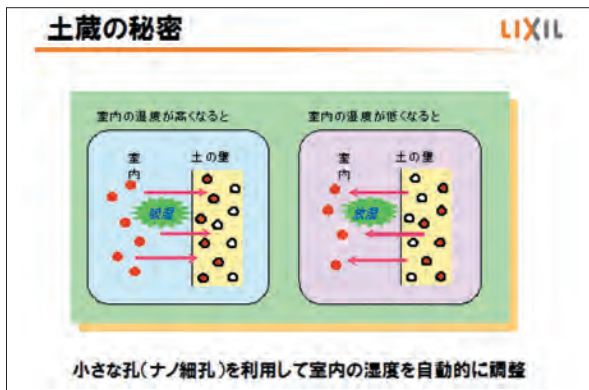 土蔵の秘密
LIXIL
室内の湿度が高くなると
室内
土の壁
吸湿
室内の湿度が低くなると
室内
土の壁
放湿
小さな孔(ナノ細孔)を利用して室内の湿度を自動的に調整